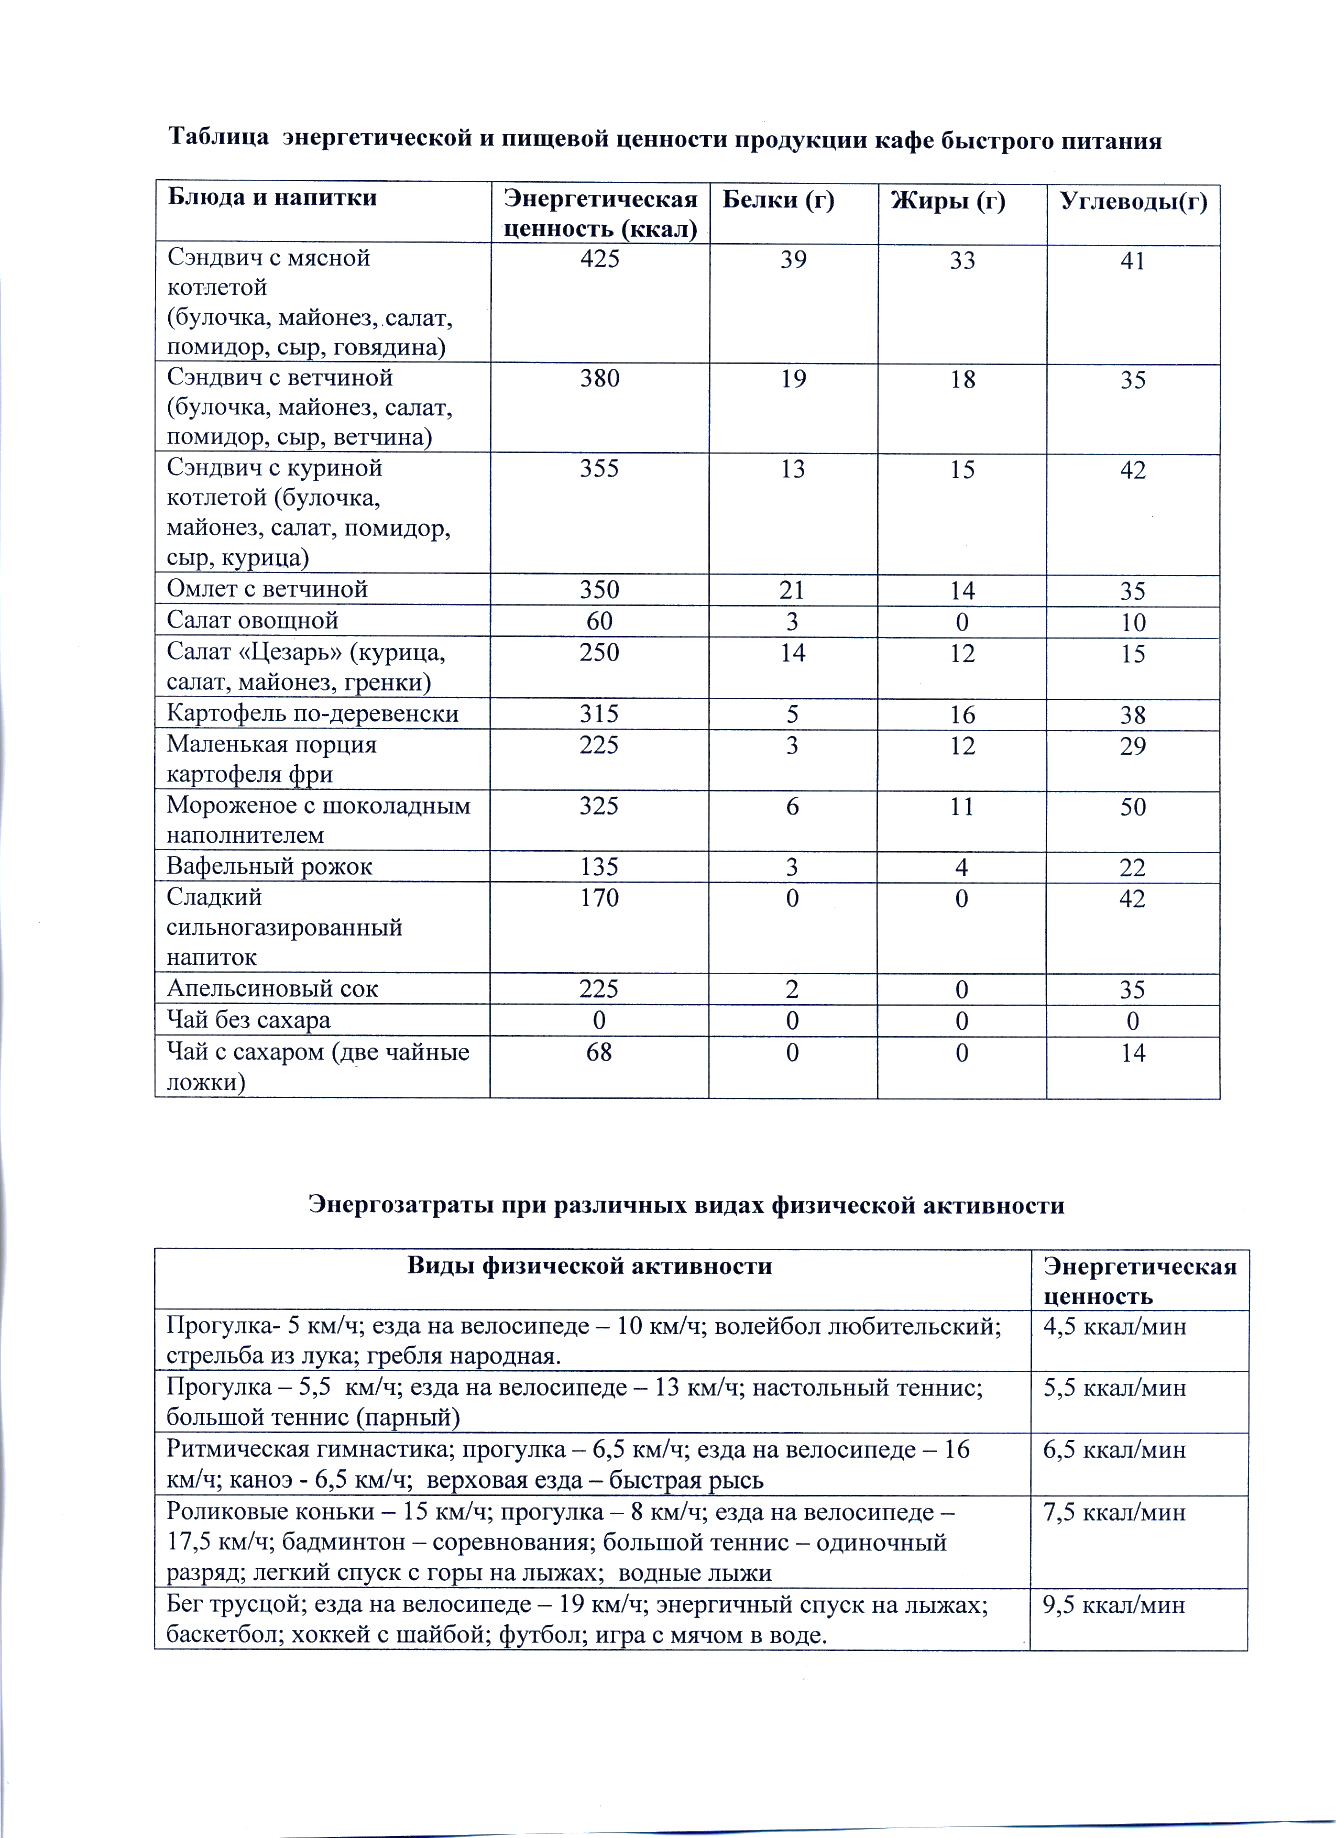 Таблица энергетической и пищевой ценности продукции кафе быстрого питания
Блюда и напитки Энергетическая ценность (ккал) Белки (г) Жиры (г) Углеводы(г)
Сэндвич с мясной 425 39 33 41
котлетой
(булочка, майонез, салат,
помидор, сыр, говядина)
Сэндвич с ветчиной 380 19 18 35
(булочка, майонез, салат,
помидор, сыр, ветчина)
Сэндвич с куриной 355 13 15 42
котлетой (булочка,
майонез, салат, помидор,
сыр, курица)
Омлет с ветчиной 350 21 14 35
Салат овощной 60 3 0 10
Салат «Цезарь» (курица, 250 14 12 15
салат, майонез, гренки)
Картофель по-деревенски 315 5 16 38
Маленькая порция 225 3 12 29
картофеля фри
Мороженое с шоколадным 325 6 11 50
наполнителем
Вафельный рожок 135 3 4 22
Сладкий 170 0 0 42
сильногазированный
напиток
Апельсиновый сок 225 2 0 35
Чай без сахара 0 0 0 0
Чай с сахаром (две чайные 68 0 0 14
ложки)
Энергозатраты при различных видах физической активности
Виды физической активности Энергетическая
ценность
Прогулка- 5 км/ч; езда на велосипеде – 10 км/ч; волейбол любительский; 4,5 ккал/мин
стрельба из лука; гребля народная.
Прогулка – 5,5 км/ч; езда на велосипеде – 13 км/ч; настольный теннис; 5,5 ккал/мин
большой теннис (парный)
Ритмическая гимнастика; прогулка – 6,5 км/ч; езда на велосипеде – 16 6,5 ккал/мин
км/ч; каноэ - 6,5 км/ч; верховая езда – быстрая рысь
Роликовые коньки – 15 км/ч; прогулка – 8 км/ч; езда на велосипеде – 7,5 ккал/мин
17,5 км/ч; бадминтон – соревнования; большой теннис – одиночный
разряд; легкий спуск с горы на лыжах; водные лыжи
Бег трусцой; езда на велосипеде – 19 км/ч; энергичный спуск на лыжах; 9,5 ккал/мин
баскетбол; хоккей с шайбой; футбол; игра с мячом в воде.